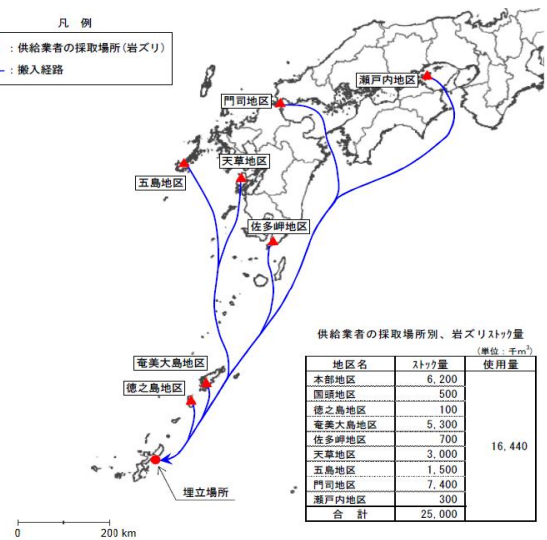 凡 例
: 供給業者の採取場所(岩ズリ)
: 搬入経路
瀬戸内地区
門司地区
天草地区
五島地区
佐多岬地区
奄美大島地区
徳之島地区
埋立場所
0 200 km
供給業者の採取場所別、岩ズリストック量
(単位:千m³)
地区名 ストック量 使用量
本部地区 6,200
国頭地区 500
徳之島地区 100
奄美大島地区 5,300
佐多岬地区 700
天草地区 3,000
五島地区 1,500
門司地区 7,400
瀬戸内地区 300
合 計 25,000
16,440